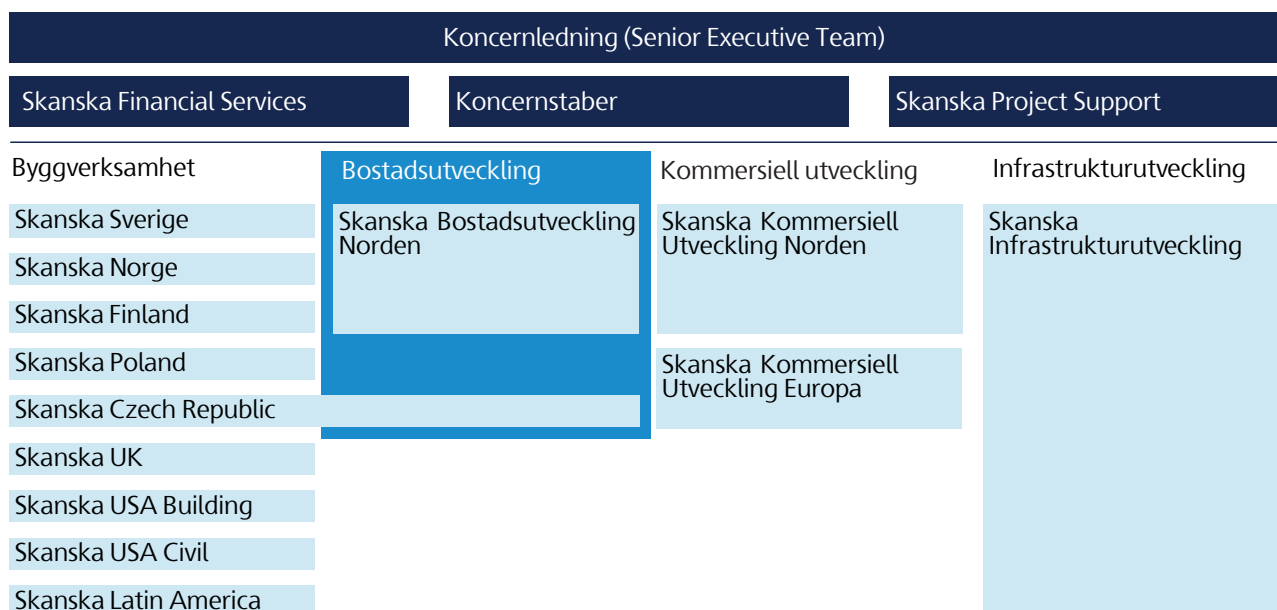 Koncernledning (Senior Executive Team)
Skanska Financial Services
Koncernstaber
Skanska Project Support
Byggverksamhet
Bostadsutveckling
Kommersiell utveckling
Infrastrukturutveckling
Skanska Sverige
Skanska Norge
Skanska Finland
Skanska Poland
Skanska Czech Republic
Skanska UK
Skanska USA Building
Skanska USA Civil
Skanska Latin America
Skanska Bostadsutveckling
Norden
Skanska Kommersiell
Utveckling Norden
Skanska Kommersiell
Utveckling Europa
Skanska
Infrastrukturutveckling